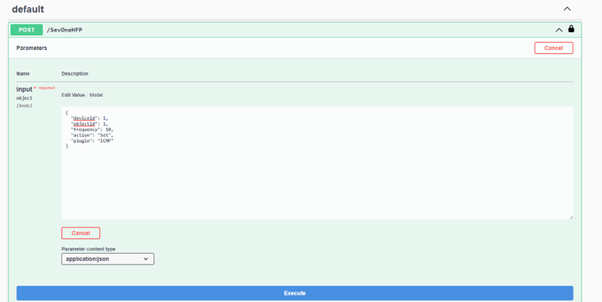 default
POST /SevOneHFP
Parameters
Cancel
Name Description
input * required
object
(body)
Edit Value | Model
{
"deviceId": 1,
"objectId": 1,
"frequency": 10,
"action": "Set",
"plugin": "ICMP"
}
Cancel
Parameter content type
application/json
Execute